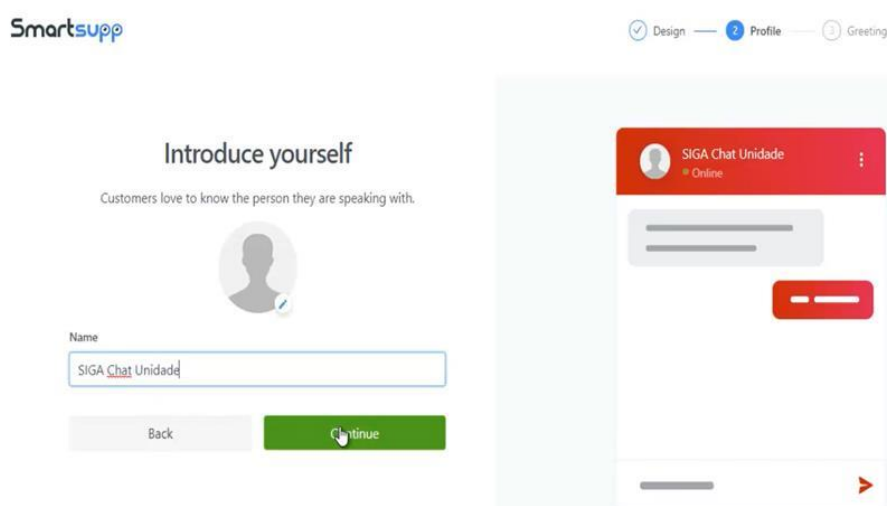 Smartsupp
Design
2 Profile
3 Greeting
Introduce yourself
Customers love to know the person they are speaking with.
Name
SIGA Chat Unidade
Back
Continue
SIGA Chat Unidade
Online